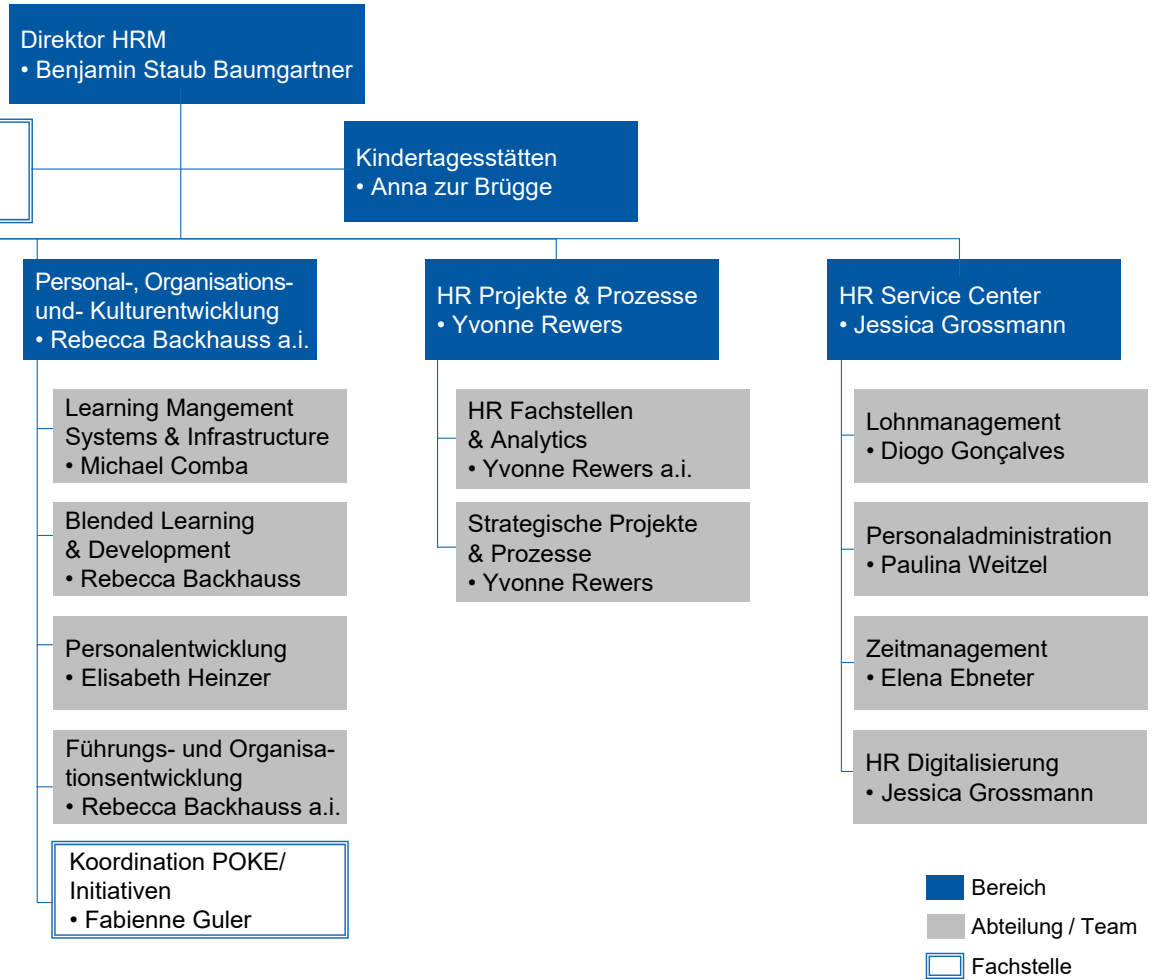 Direktor HRM
• Benjamin Staub Baumgartner
Kindertagesstätten
• Anna zur Brügge
Personal-, Organisations-
und- Kulturentwicklung
• Rebecca Backhauss a.i.
Learning Mangement
Systems & Infrastructure
• Michael Comba
Blended Learning
& Development
• Rebecca Backhauss
Personalentwicklung
• Elisabeth Heinzer
Führungs- und Organisa-
tionsentwicklung
• Rebecca Backhauss a.i.
Koordination POKE/
Initiativen
• Fabienne Guler
HR Projekte & Prozesse
• Yvonne Rewers
HR Fachstellen
& Analytics
• Yvonne Rewers a.i.
Strategische Projekte
& Prozesse
• Yvonne Rewers
HR Service Center
• Jessica Grossmann
Lohnmanagement
• Diogo Gonçalves
Personaladministration
• Paulina Weitzel
Zeitmanagement
• Elena Ebneter
HR Digitalisierung
• Jessica Grossmann
Bereich
Abteilung / Team
Fachstelle